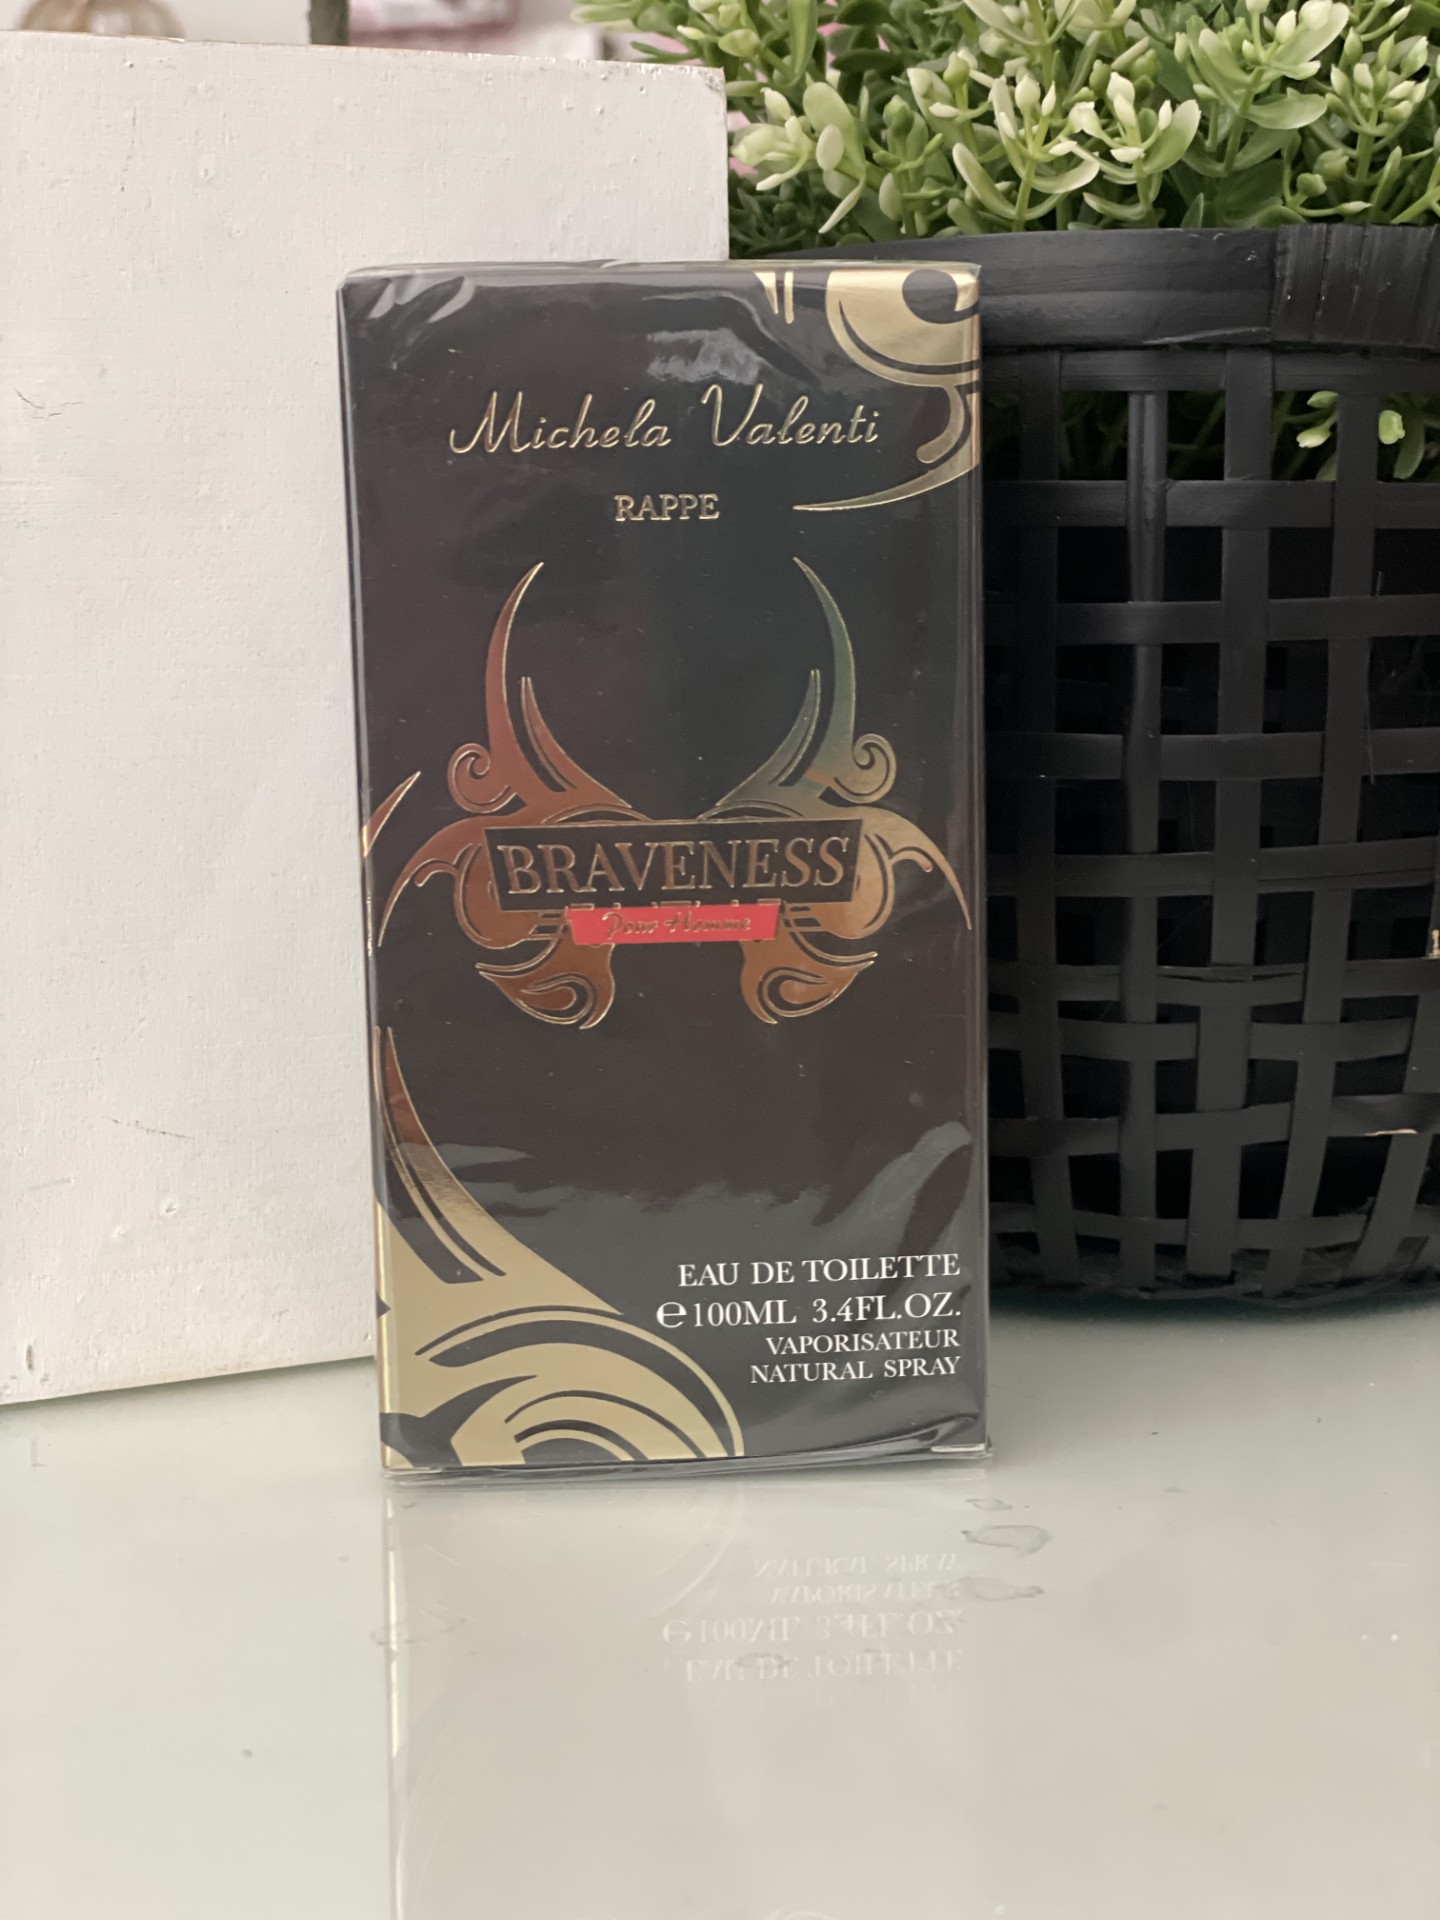 Michela Valenti
RAPPE
BRAVENESS
Pour Homme
EAU DE TOILETTE
℮100ML 3.4FL.OZ.
VAPORISATEUR
NATURAL SPRAY